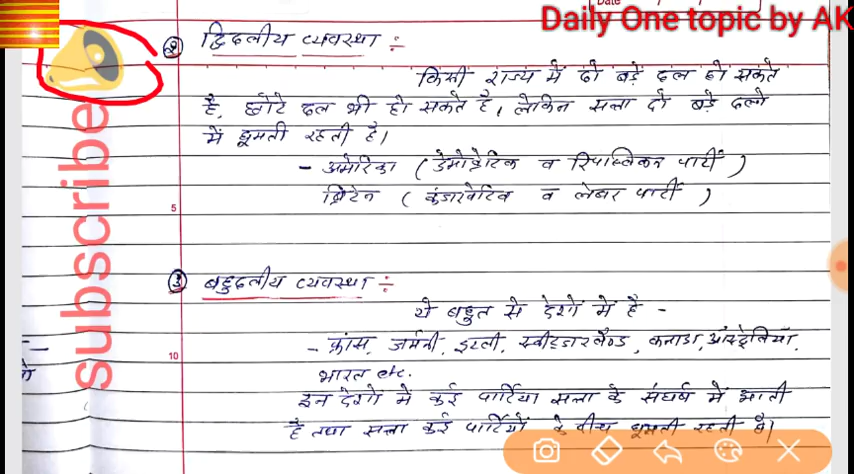 Date
Daily One topic by AK
② द्विदलीय व्यवस्था ÷
किसी राज्य में दो बड़े दल हो सकते
है, छोटे दल भी हो सकते है। लेकिन सत्ता दो बड़े दलो
में घूमती रहती है।
- अमेरिका ( डेमोक्रेटिक व रिपब्लिकन पार्टी )
ब्रिटेन ( कंजरवेटिव व लेबर पार्टी )
5
③ बहुदलीय व्यवस्था ÷
ये बहुत से देशो में है -
- फ्रांस, जर्मनी, इटली, स्वीट्जरलैण्ड, कनाडा, ऑस्ट्रेलिया,
10
भारत etc.
इन देशो में कई पार्टिया सत्ता के संघर्ष में आती
है तथा सत्ता कई पार्टियों के बीच घूमती रहती है।
subscribe